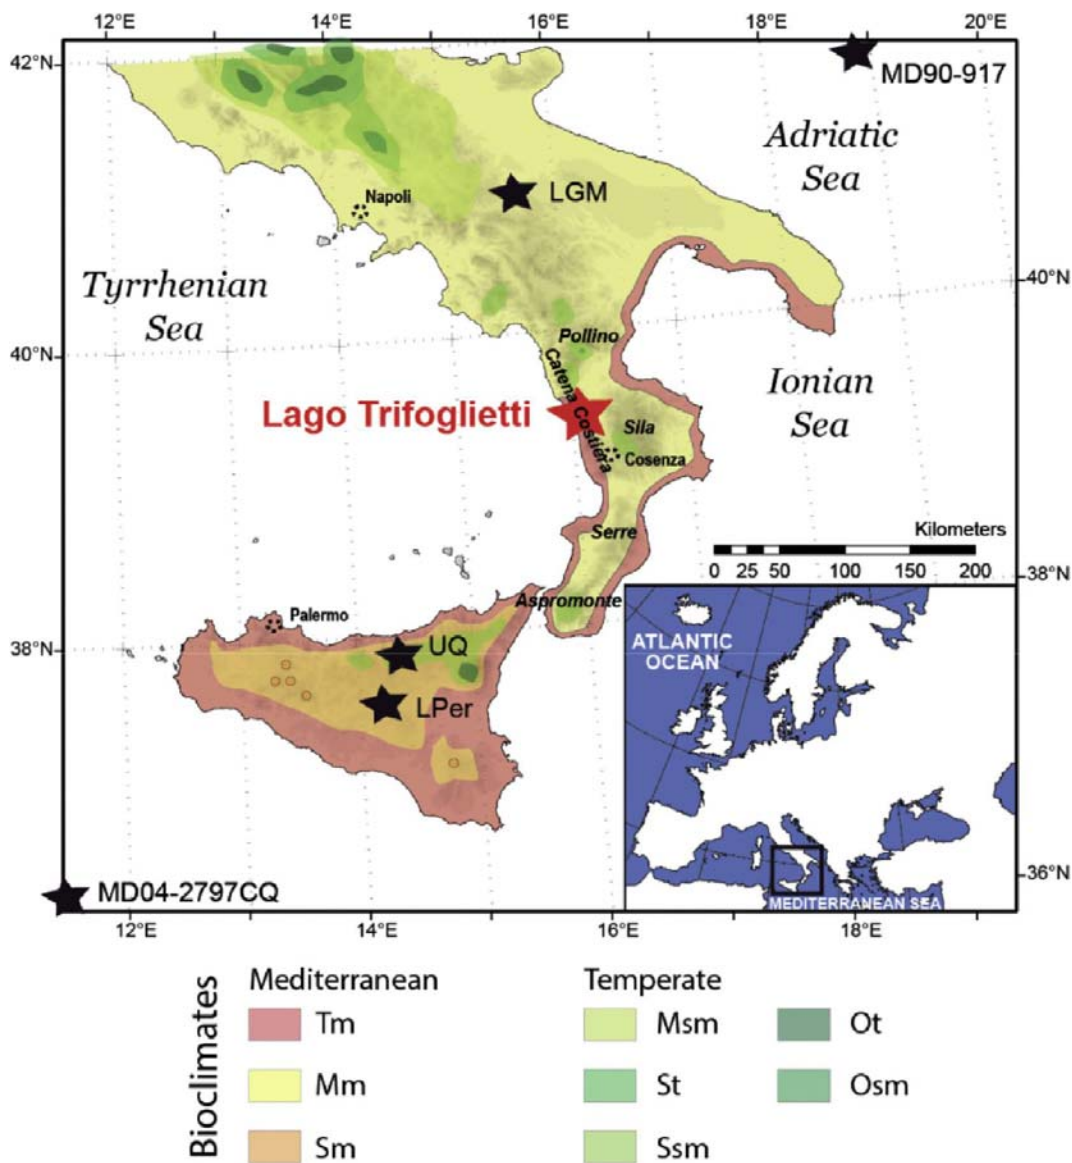 12°E 14°E 16°E 18°E 20°E
42°N
MD90-917
Adriatic
Sea
LGM
Napoli
Tyrrhenian
Sea
40°N
Pollino
40°N
Catena Costiera
Ionian
Sea
Lago Trifoglietti
Sila
Cosenza
Serre
Kilometers
0 25 50 100 150 200
Aspromonte
38°N
Palermo
38°N
UQ
LPer
ATLANTIC
OCEAN
MD04-2797CQ
36°N
MEDITERRANEAN SEA
12°E 14°E 16°E 18°E
Bioclimates
Mediterranean
Tm
Mm
Sm
Temperate
Msm
St
Ssm
Ot
Osm